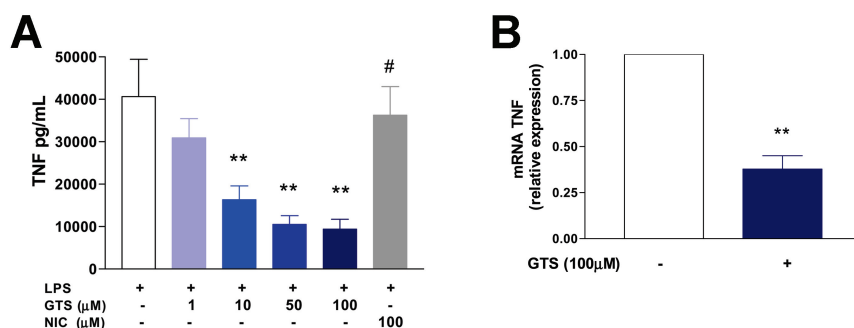 A
TNF pg/mL
50000
40000
30000
20000
10000
0
**
**
**
#
LPS + + + + + +
GTS (µM) - 1 10 50 100 -
NIC (µM) - - - - - 100
B
mRNA TNF
(relative expression)
1.00
0.75
0.50
0.25
0.00
**
GTS (100µM) - +